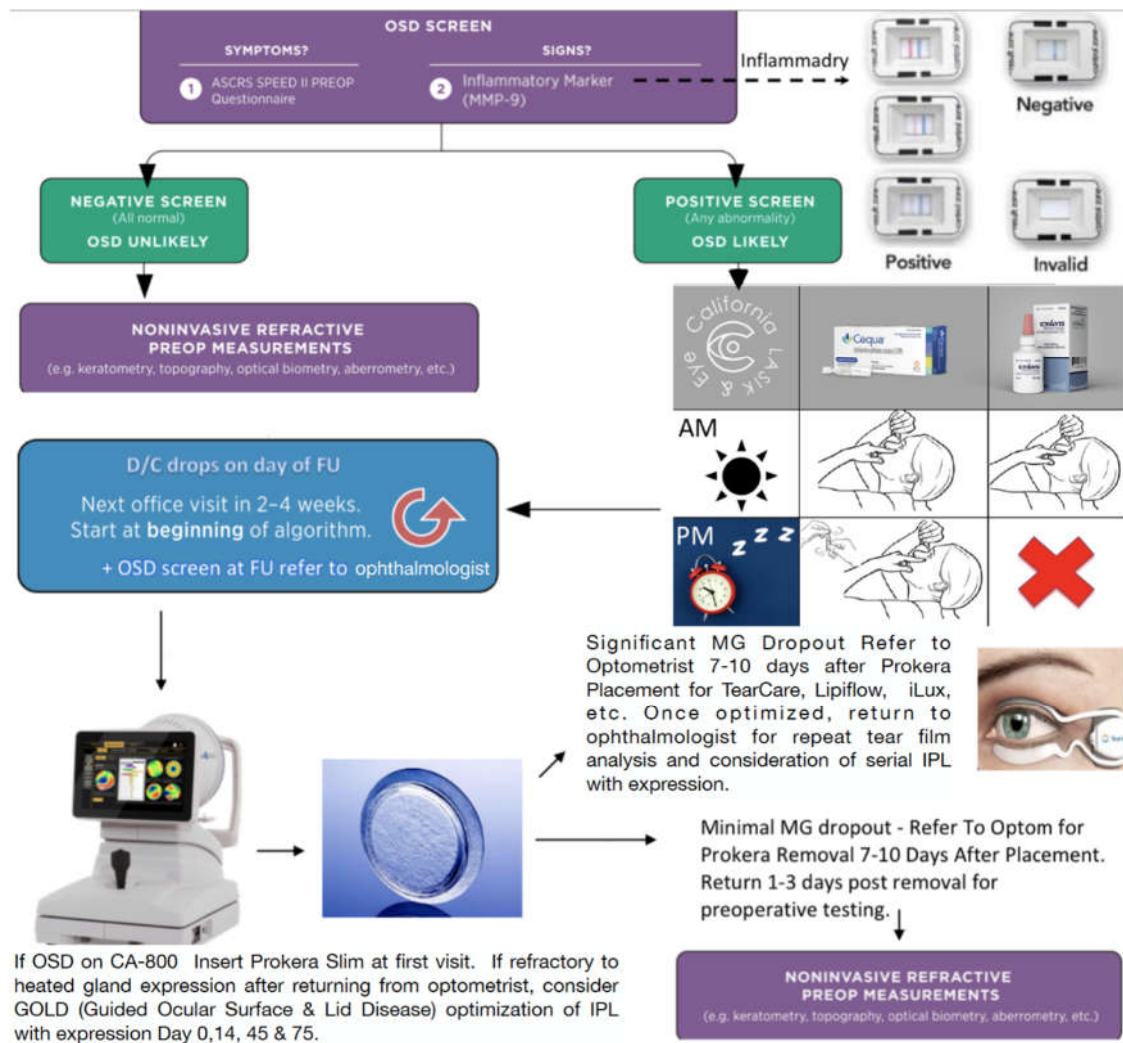 OSD SCREEN
SYMPTOMS?
SIGNS?
1
ASCRS SPEED II PREOP
Questionnaire
2
Inflammatory Marker
(MMP-9)
Inflammadry
result zone
control zone
Negative
Positive
Invalid
NEGATIVE SCREEN
(All normal)
OSD UNLIKELY
POSITIVE SCREEN
(Any abnormality)
OSD LIKELY
NONINVASIVE REFRACTIVE
PREOP MEASUREMENTS
(e.g. keratometry, topography, optical biometry, aberrometry, etc.)
California LASIK & Eye
Cequa
AM
PM
z z z
D/C drops on day of FU
Next office visit in 2–4 weeks.
Start at beginning of algorithm.
+ OSD screen at FU refer to ophthalmologist
Significant MG Dropout Refer to
Optometrist 7-10 days after Prokera
Placement for TearCare, Lipiflow, iLux,
etc. Once optimized, return to
ophthalmologist for repeat tear film
analysis and consideration of serial IPL
with expression.
Minimal MG dropout - Refer To Optom for
Prokera Removal 7-10 Days After Placement.
Return 1-3 days post removal for
preoperative testing.
If OSD on CA-800 Insert Prokera Slim at first visit. If refractory to
heated gland expression after returning from optometrist, consider
GOLD (Guided Ocular Surface & Lid Disease) optimization of IPL
with expression Day 0,14, 45 & 75.
NONINVASIVE REFRACTIVE
PREOP MEASUREMENTS
(e.g. keratometry, topography, optical biometry, aberrometry, etc.)